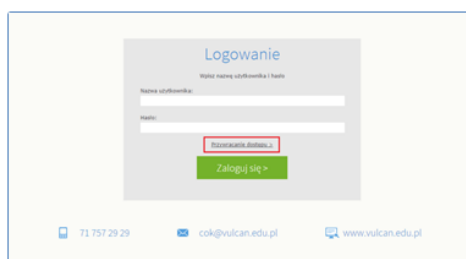 Logowanie
Wpisz nazwę użytkownika i hasło
Nazwa użytkownika:
Hasło:
Przywracanie dostępu >
Zaloguj się >
71 757 29 29 cok@vulcan.edu.pl www.vulcan.edu.pl